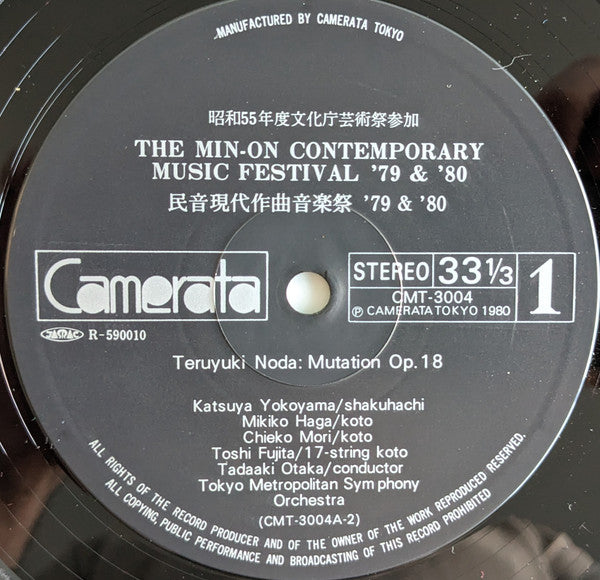 MANUFACTURED BY CAMERATA TOKYO
昭和55年度文化庁芸術祭参加
THE MIN-ON CONTEMPORARY
MUSIC FESTIVAL '79 & '80
民音現代作曲音楽祭 '79 & '80
Camerata
STEREO 33 1/3 1
CMT-3004
℗ CAMERATA TOKYO 1980
JASRAC R-590010
Teruyuki Noda: Mutation Op.18
Katsuya Yokoyama/shakuhachi
Mikiko Haga/koto
Chieko Mori/koto
Toshi Fujita/17-string koto
Tadaaki Otaka/conductor
Tokyo Metropolitan Symphony
Orchestra
(CMT-3004A-2)
ALL RIGHTS OF THE RECORD PRODUCER AND OF THE OWNER OF THE WORK REPRODUCED RESERVED.
ALL COPYING, PUBLIC PERFORMANCE AND BROADCASTING OF THIS RECORD PROHIBITED